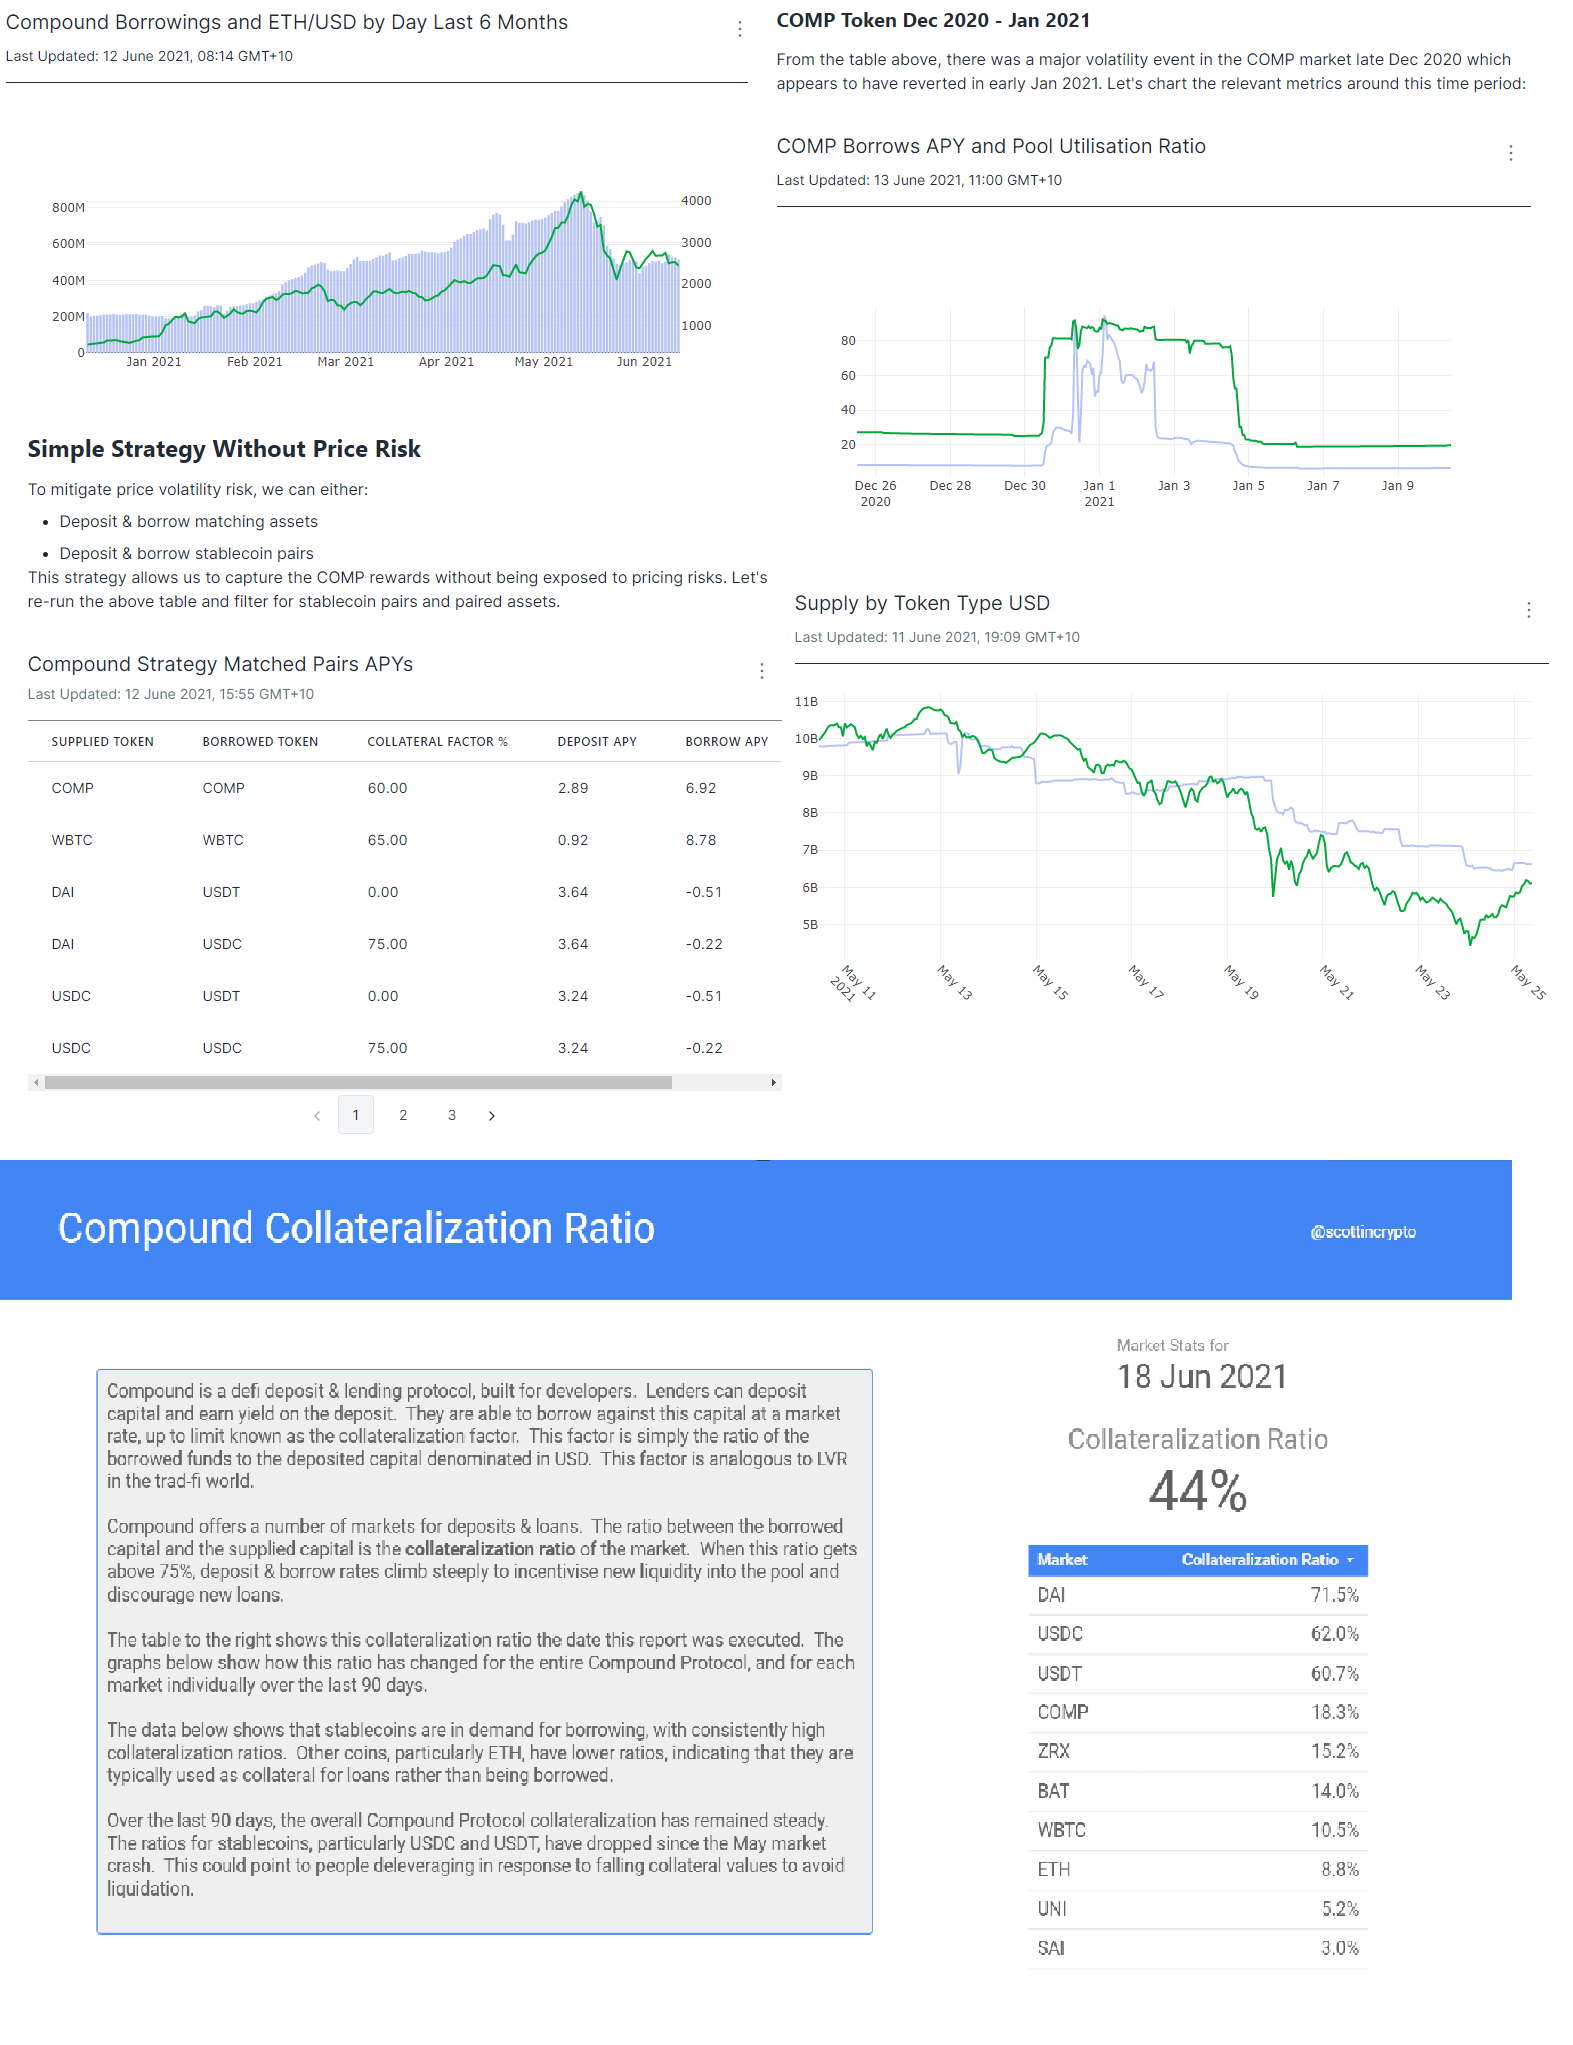 Compound Borrowings and ETH/USD by Day Last 6 Months
Last Updated: 12 June 2021, 08:14 GMT+10
800M
600M
400M
200M
0
4000
3000
2000
1000
Jan 2021
Feb 2021
Mar 2021
Apr 2021
May 2021
Jun 2021
Simple Strategy Without Price Risk
To mitigate price volatility risk, we can either:
• Deposit & borrow matching assets
• Deposit & borrow stablecoin pairs
This strategy allows us to capture the COMP rewards without being exposed to pricing risks. Let's
re-run the above table and filter for stablecoin pairs and paired assets.
Compound Strategy Matched Pairs APYs
Last Updated: 12 June 2021, 15:55 GMT+10
SUPPLIED TOKEN BORROWED TOKEN COLLATERAL FACTOR % DEPOSIT APY BORROW APY
COMP COMP 60.00 2.89 6.92
WBTC WBTC 65.00 0.92 8.78
DAI USDT 0.00 3.64 -0.51
DAI USDC 75.00 3.64 -0.22
USDC USDT 0.00 3.24 -0.51
USDC USDC 75.00 3.24 -0.22
1 2 3
COMP Token Dec 2020 - Jan 2021
From the table above, there was a major volatility event in the COMP market late Dec 2020 which
appears to have reverted in early Jan 2021. Let's chart the relevant metrics around this time period:
COMP Borrows APY and Pool Utilisation Ratio
Last Updated: 13 June 2021, 11:00 GMT+10
80
60
40
20
Dec 26 Dec 28 Dec 30 Jan 1 Jan 3 Jan 5 Jan 7 Jan 9
2020 2021
Supply by Token Type USD
Last Updated: 11 June 2021, 19:09 GMT+10
11B
10B
9B
8B
7B
6B
5B
May 11
2021
May 13
May 15
May 17
May 19
May 21
May 23
May 25
Compound Collateralization Ratio
@scottincrypto
Compound is a defi deposit & lending protocol, built for developers. Lenders can deposit
capital and earn yield on the deposit. They are able to borrow against this capital at a market
rate, up to limit known as the collateralization factor. This factor is simply the ratio of the
borrowed funds to the deposited capital denominated in USD. This factor is analogous to LVR
in the trad-fi world.
Compound offers a number of markets for deposits & loans. The ratio between the borrowed
capital and the supplied capital is the collateralization ratio of the market. When this ratio gets
above 75%, deposit & borrow rates climb steeply to incentivise new liquidity into the pool and
discourage new loans.
The table to the right shows this collateralization ratio the date this report was executed. The
graphs below show how this ratio has changed for the entire Compound Protocol, and for each
market individually over the last 90 days.
The data below shows that stablecoins are in demand for borrowing, with consistently high
collateralization ratios. Other coins, particularly ETH, have lower ratios, indicating that they are
typically used as collateral for loans rather than being borrowed.
Over the last 90 days, the overall Compound Protocol collateralization has remained steady.
The ratios for stablecoins, particularly USDC and USDT, have dropped since the May market
crash. This could point to people deleveraging in response to falling collateral values to avoid
liquidation.
Market Stats for
18 Jun 2021
Collateralization Ratio
44%
Market Collateralization Ratio
DAI 71.5%
USDC 62.0%
USDT 60.7%
COMP 18.3%
ZRX 15.2%
BAT 14.0%
WBTC 10.5%
ETH 8.8%
UNI 5.2%
SAI 3.0%